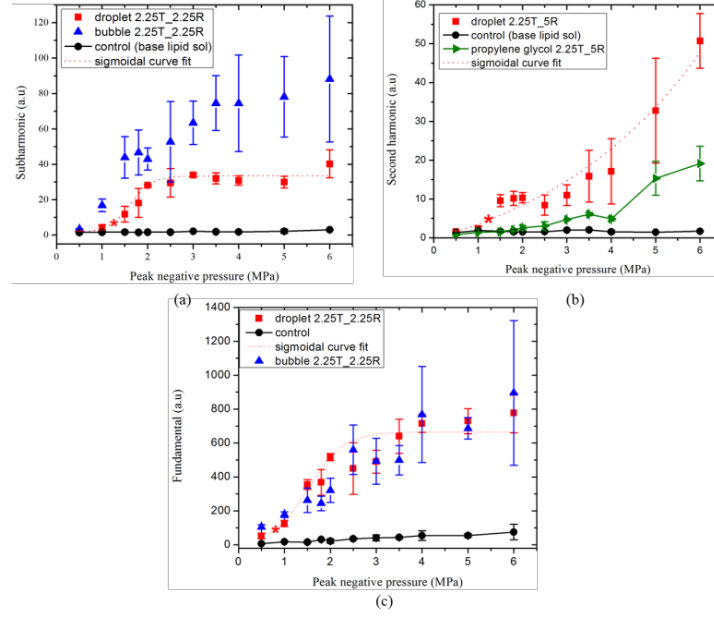 (a)
droplet 2.25T_2.25R
bubble 2.25T_2.25R
control (base lipid sol)
sigmoidal curve fit
*
Subharmonic (a.u)
120
100
80
60
40
20
0
0 1 2 3 4 5 6
Peak negative pressure (MPa)
(a)
droplet 2.25T_5R
control (base lipid sol)
propylene glycol 2.25T_5R
sigmoidal curve fit
*
Second harmonic (a.u)
60
50
40
30
20
10
0
0 1 2 3 4 5 6
Peak negative pressure (MPa)
(b)
droplet 2.25T_2.25R
control
sigmoidal curve fit
bubble 2.25T_2.25R
*
Fundamental (a.u)
1400
1200
1000
800
600
400
200
0
0 1 2 3 4 5 6
Peak negative pressure (MPa)
(c)